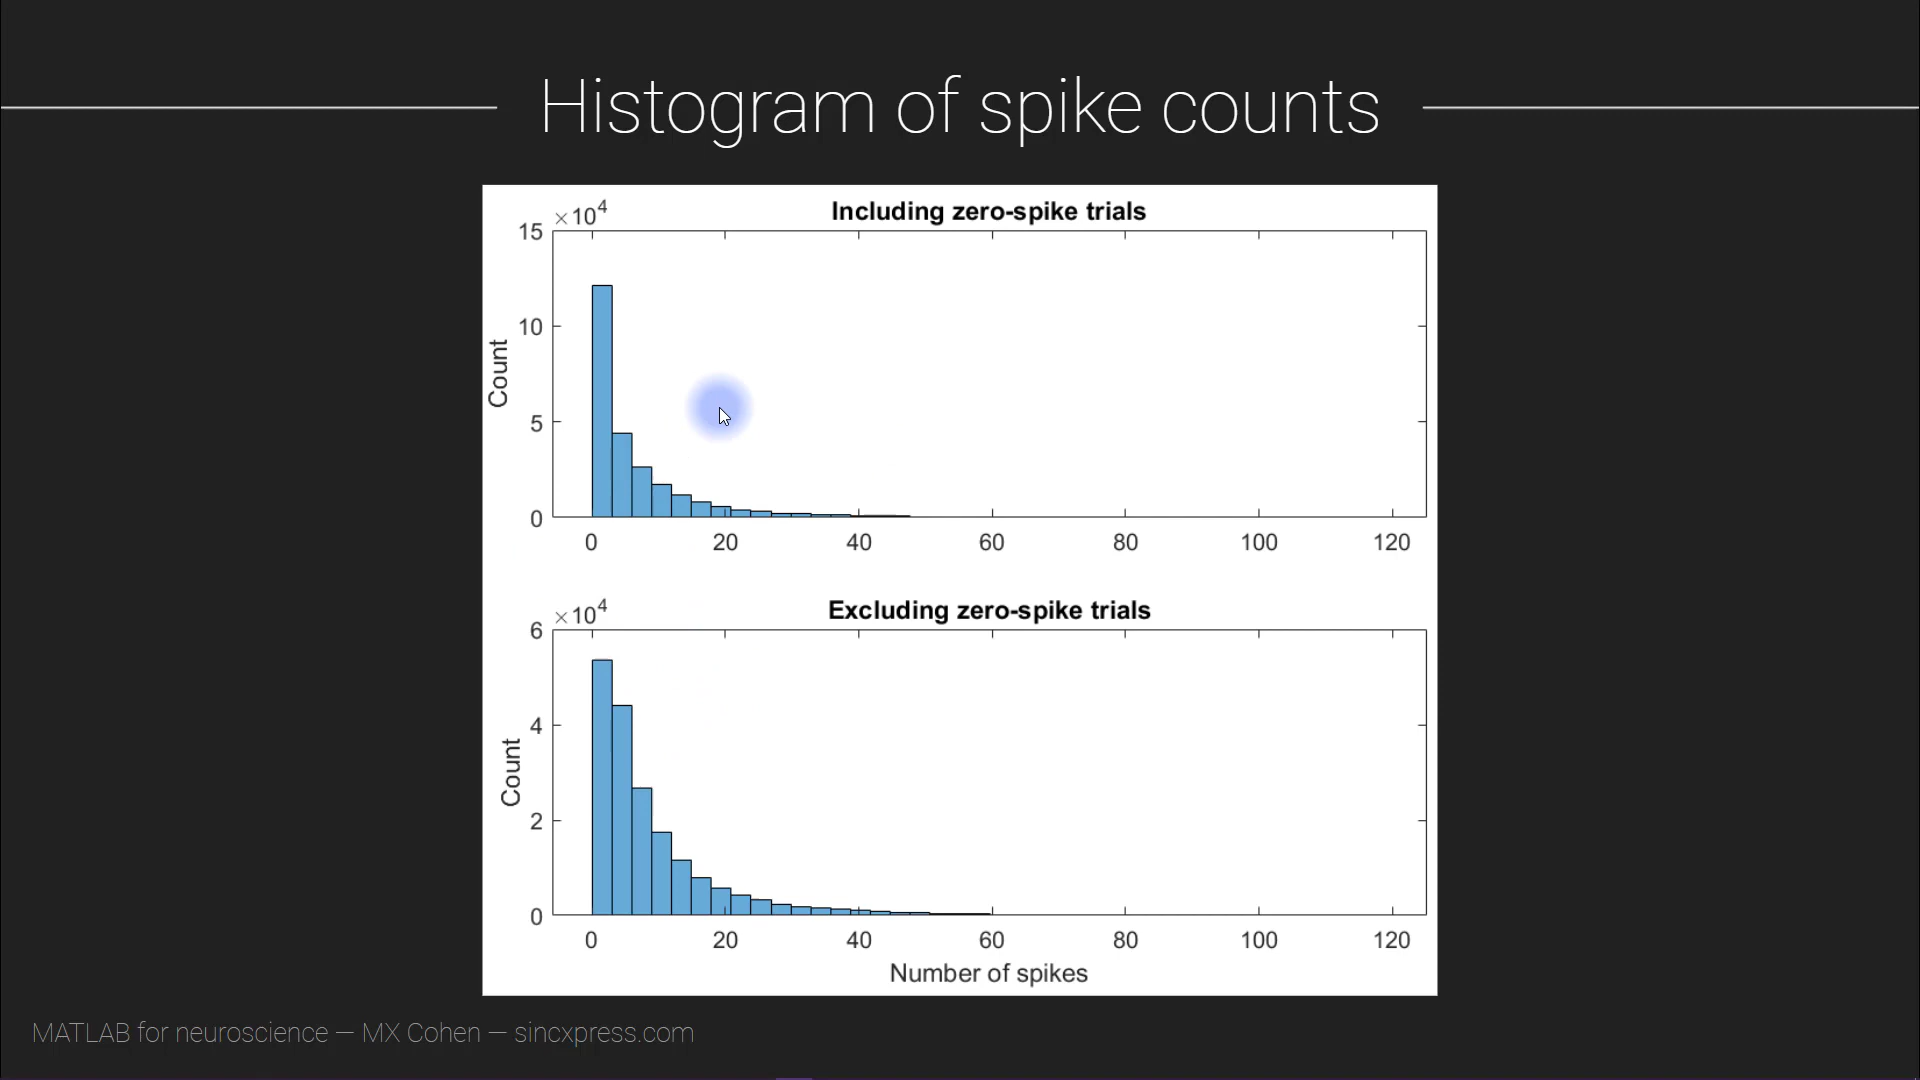 Histogram of spike counts
Including zero-spike trials
×10⁴
15
10
5
0
Count
0 20 40 60 80 100 120
Excluding zero-spike trials
×10⁴
6
4
2
0
Count
0 20 40 60 80 100 120
Number of spikes
MATLAB for neuroscience — MX Cohen — sincxpress.com